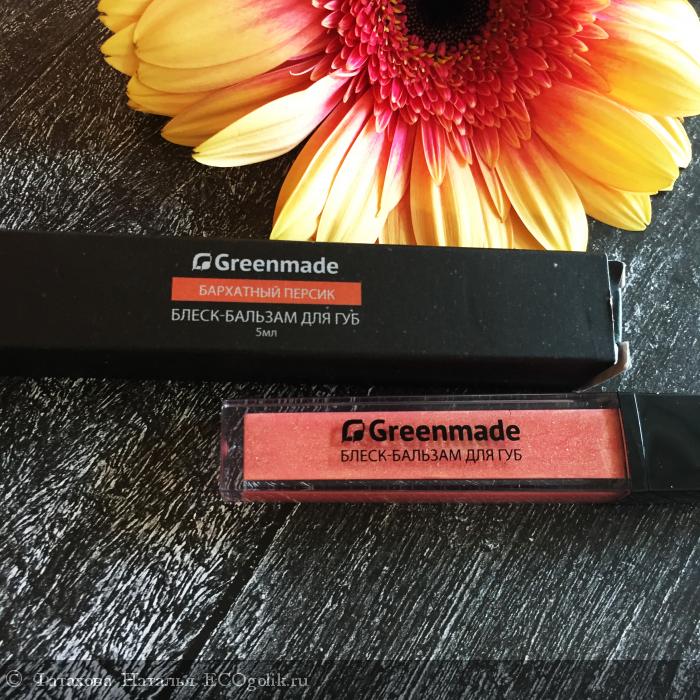 Greenmade
БАРХАТНЫЙ ПЕРСИК
БЛЕСК-БАЛЬЗАМ ДЛЯ ГУБ
5мл
Greenmade
БЛЕСК-БАЛЬЗАМ ДЛЯ ГУБ
© Фатахова Наталья ECOgolik.ru